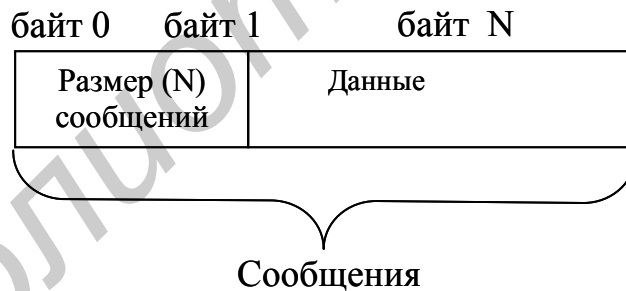 байт 0 байт 1 байт N
Размер (N) Данные
сообщений
Сообщения